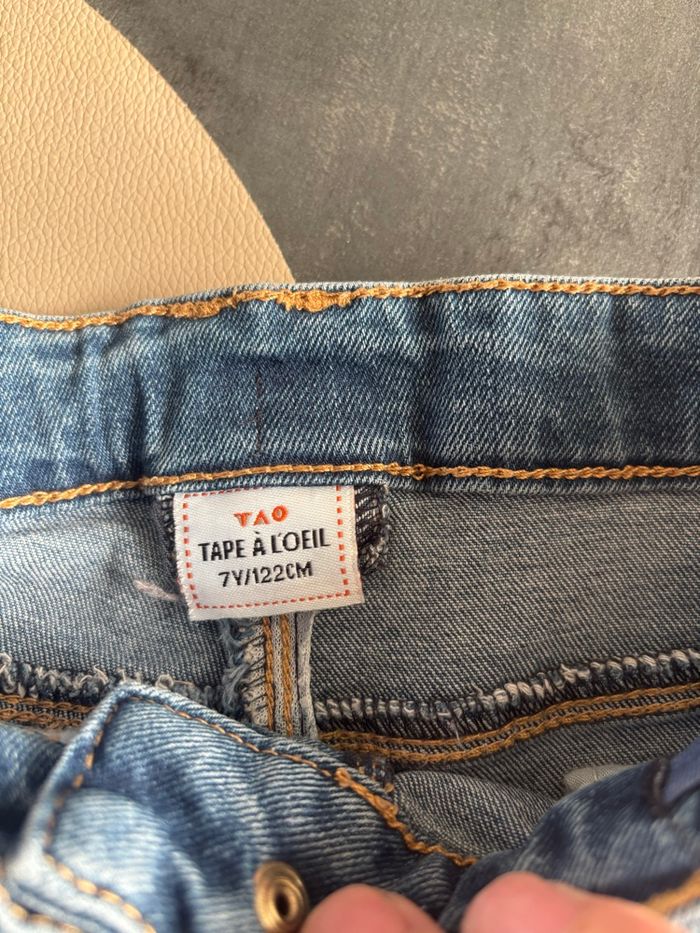 TAO
TAPE À L'OEIL
7Y/122CM